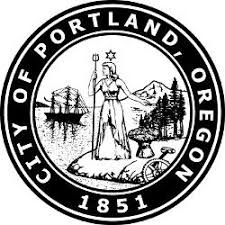 CITY OF PORTLAND, OREGON
1851